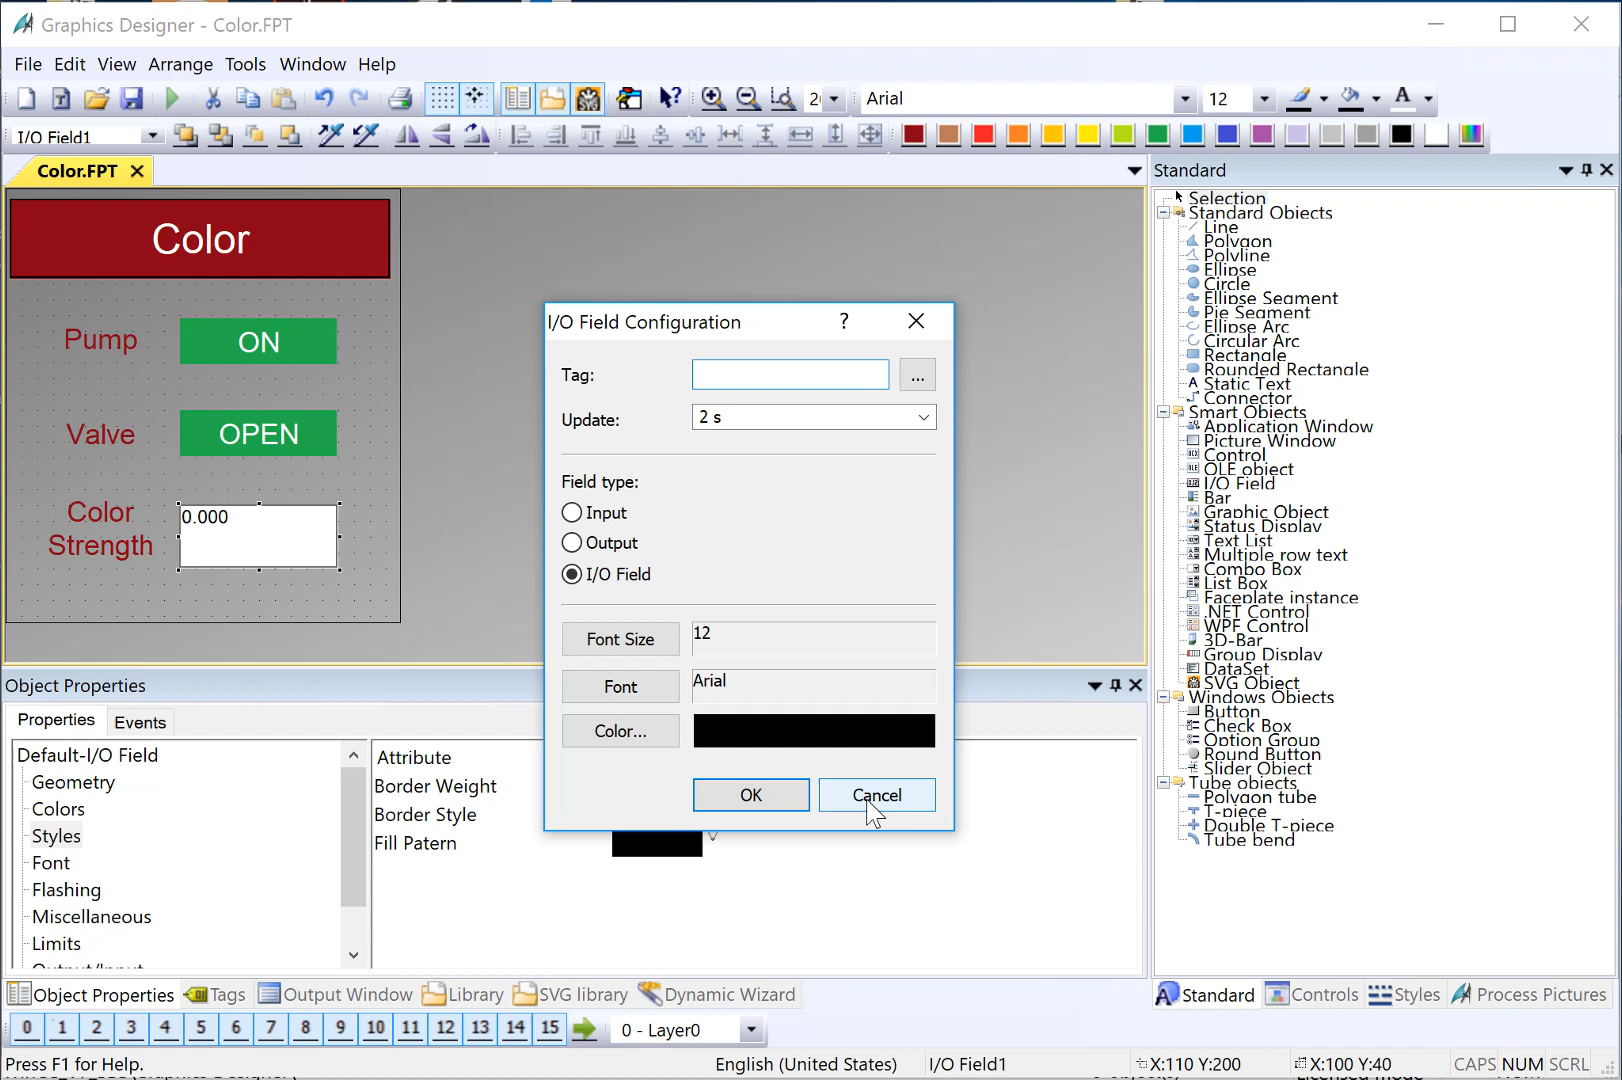 Graphics Designer - Color.FPT
File Edit View Arrange Tools Window Help
Arial 12
I/O Field1
Color.FPT
Standard
Color
Pump ON
Valve OPEN
Color
Strength
0.000
I/O Field Configuration ?
Tag: ...
Update: 2 s
Field type:
Input
Output
I/O Field
Font Size 12
Font Arial
Color...
OK Cancel
Selection
Standard Objects
Line
Polygon
Polyline
Ellipse
Circle
Ellipse Segment
Pie Segment
Ellipse Arc
Circular Arc
Rectangle
Rounded Rectangle
A Static Text
Connector
Smart Objects
Application Window
Picture Window
Control
OLE object
I/O Field
Bar
Graphic Object
Status Display
Text List
Multiple row text
Combo Box
List Box
Faceplate instance
.NET Control
WPF Control
3D-Bar
Group Display
DataSet
SVG Object
Windows Objects
Button
Check Box
Option Group
Round Button
Slider Object
Tube objects
Polygon tube
T-piece
Double T-piece
Tube bend
Object Properties
Properties Events
Default-I/O Field
Geometry
Colors
Styles
Font
Flashing
Miscellaneous
Limits
Output/Input
Attribute
Border Weight
Border Style
Fill Patern
Object Properties Tags Output Window Library SVG library Dynamic Wizard
Standard Controls Styles Process Pictures
0 1 2 3 4 5 6 7 8 9 10 11 12 13 14 15 0 - Layer0
Press F1 for Help. English (United States) I/O Field1 X:110 Y:200 X:100 Y:40 CAPS NUM SCRL